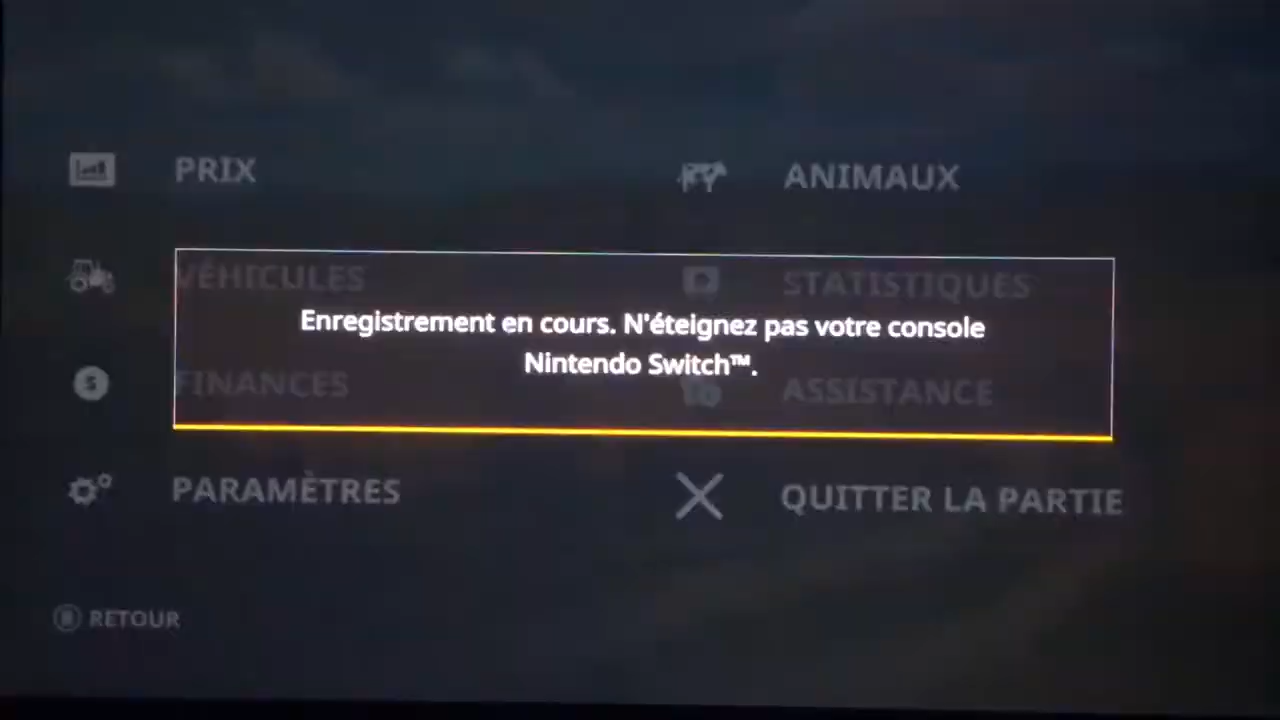 PRIX
ANIMAUX
VÉHICULES
STATISTIQUES
Enregistrement en cours. N'éteignez pas votre console
Nintendo Switch™.
FINANCES
ASSISTANCE
PARAMÈTRES
QUITTER LA PARTIE
RETOUR